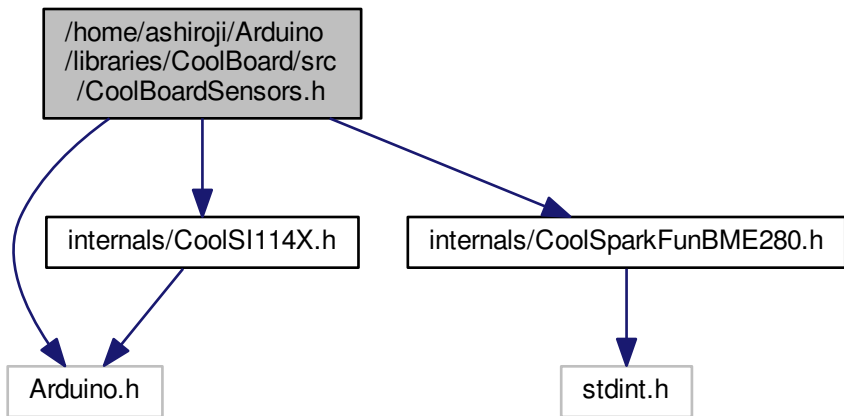 /home/ashiroji/Arduino
/libraries/CoolBoard/src
/CoolBoardSensors.h
internals/CoolSI114X.h
internals/CoolSparkFunBME280.h
Arduino.h
stdint.h